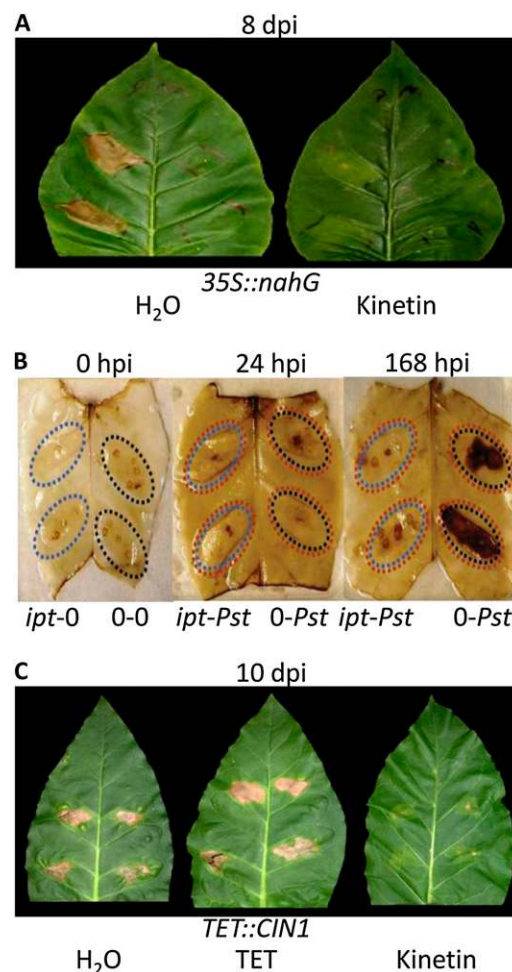 A
8 dpi
35S::nahG
H₂O Kinetin
B
0 hpi 24 hpi 168 hpi
ipt-0 0-0 ipt-Pst 0-Pst ipt-Pst 0-Pst
C
10 dpi
TET::CIN1
H₂O TET Kinetin